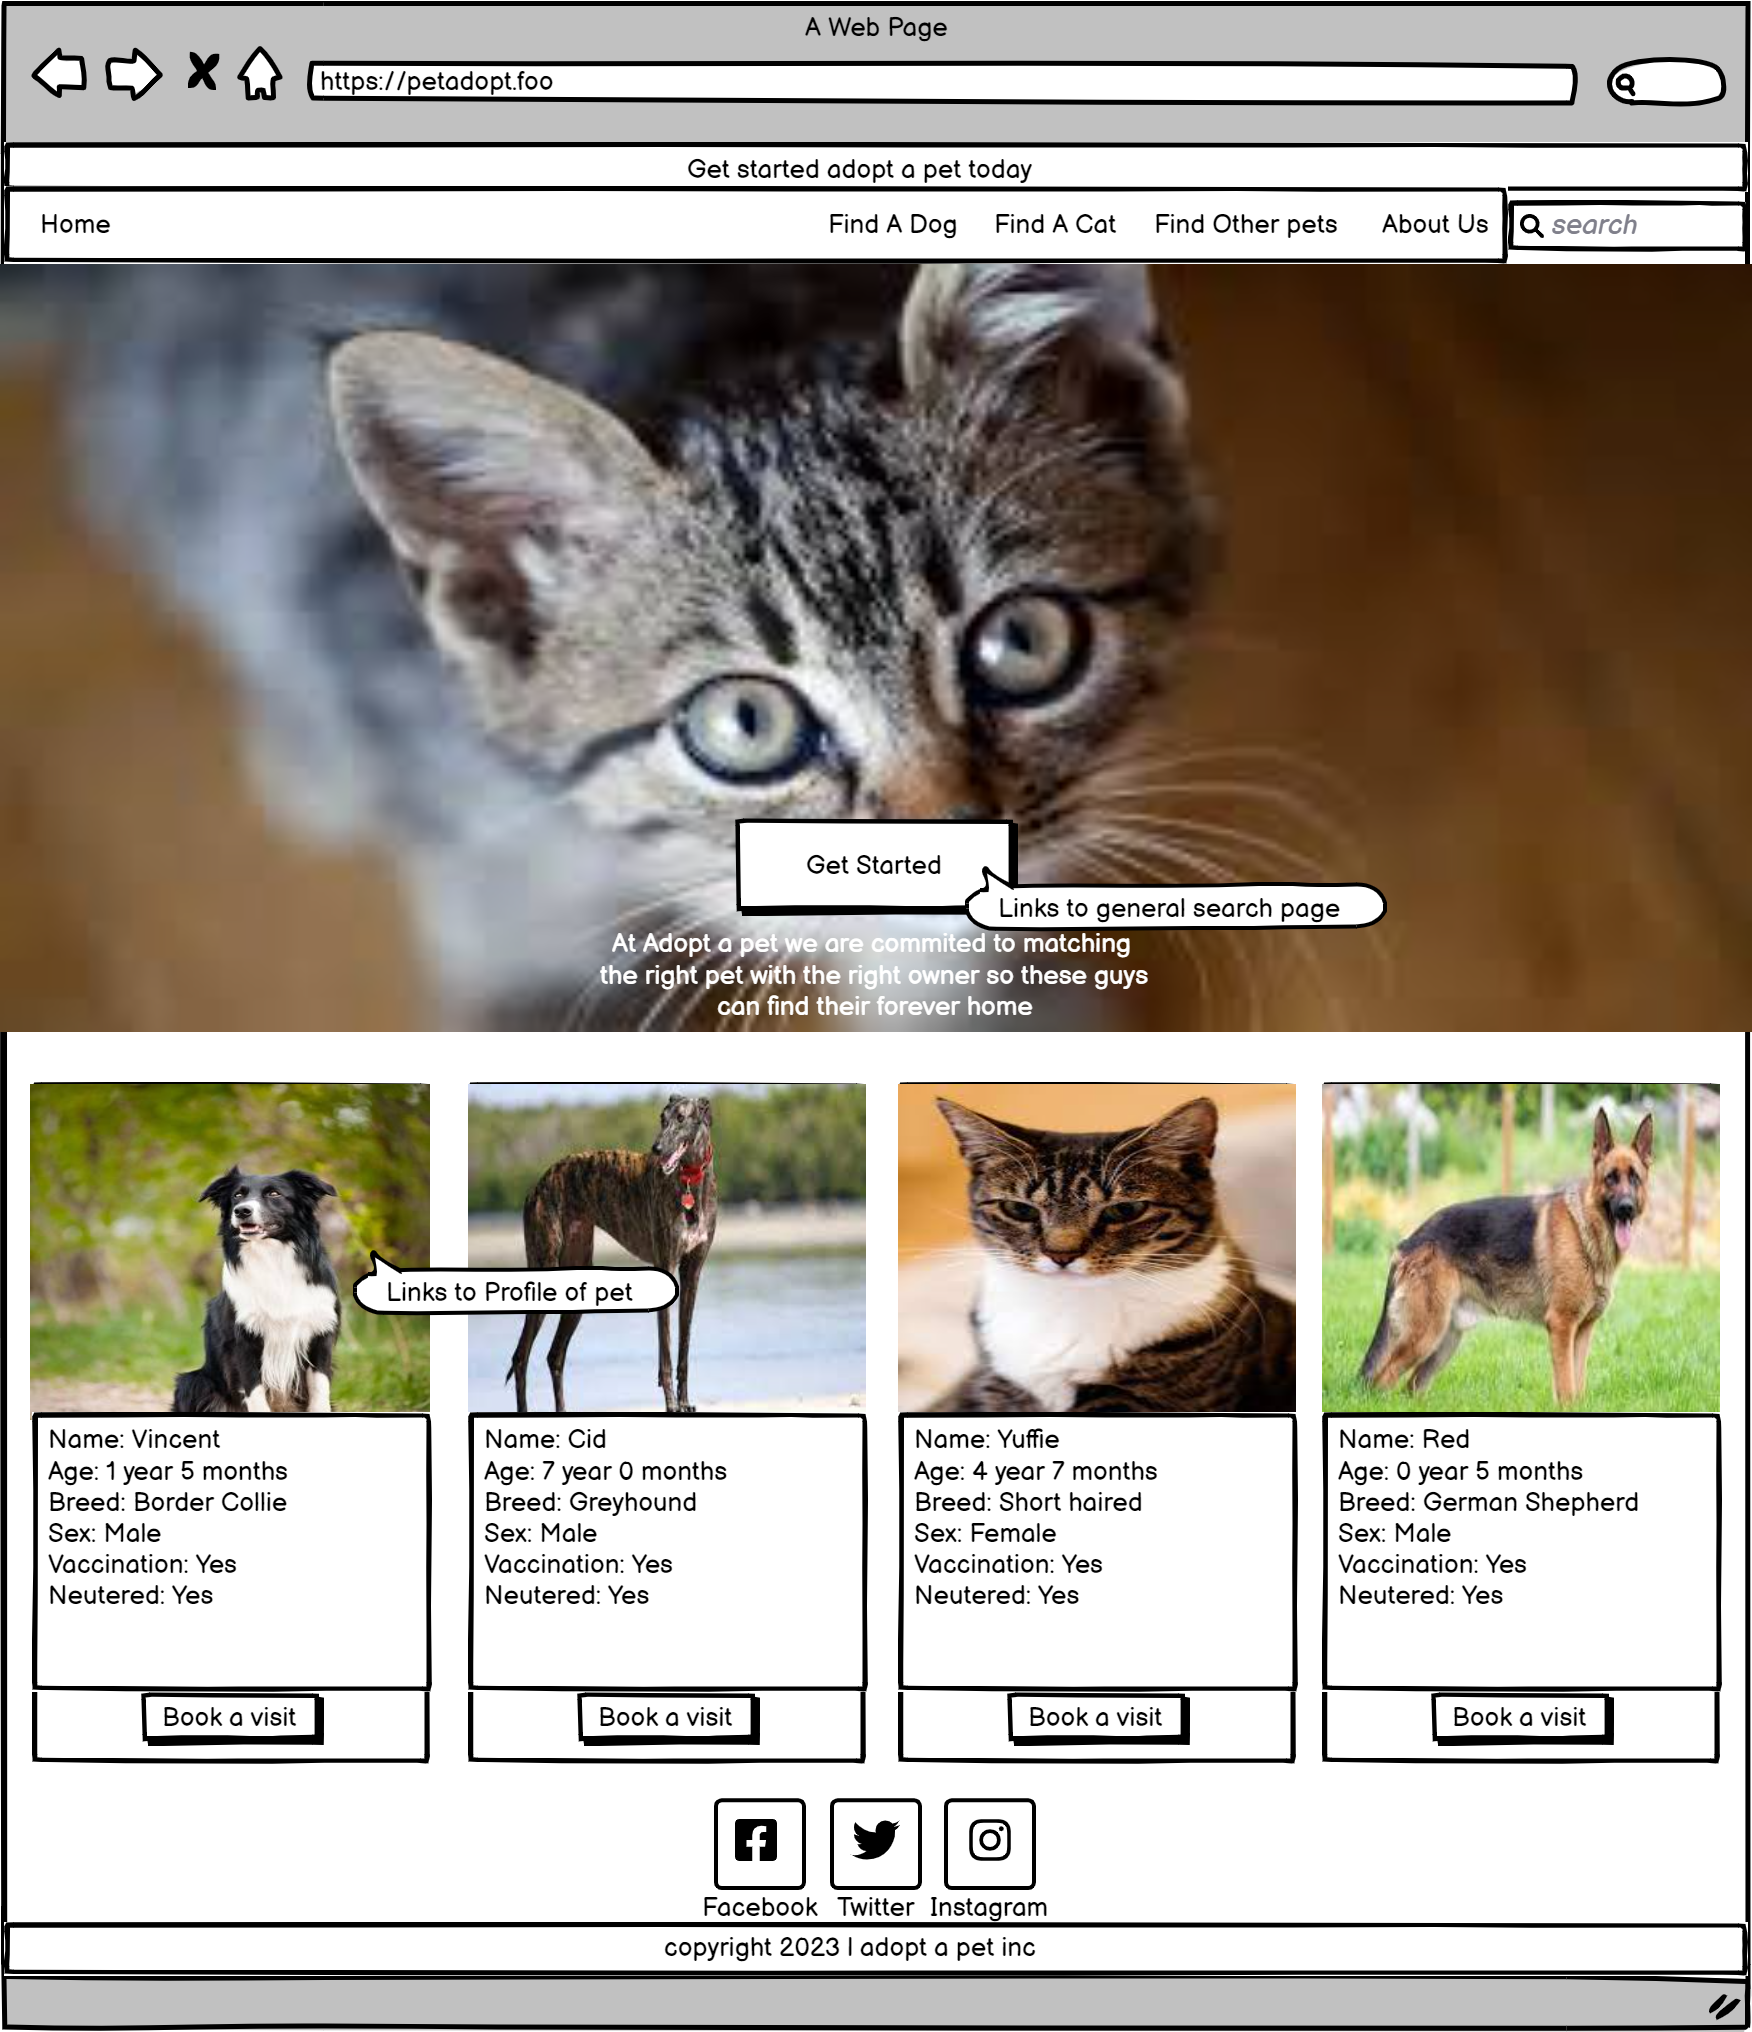 A Web Page
https://petadopt.foo
Get started adopt a pet today
Home Find A Dog Find A Cat Find Other pets About Us search
Get Started
Links to general search page
At Adopt a pet we are commited to matching
the right pet with the right owner so these guys
can find their forever home
Links to Profile of pet
Name: Vincent
Age: 1 year 5 months
Breed: Border Collie
Sex: Male
Vaccination: Yes
Neutered: Yes
Book a visit
Name: Cid
Age: 7 year 0 months
Breed: Greyhound
Sex: Male
Vaccination: Yes
Neutered: Yes
Book a visit
Name: Yuffie
Age: 4 year 7 months
Breed: Short haired
Sex: Female
Vaccination: Yes
Neutered: Yes
Book a visit
Name: Red
Age: 0 year 5 months
Breed: German Shepherd
Sex: Male
Vaccination: Yes
Neutered: Yes
Book a visit
Facebook Twitter Instagram
copyright 2023 | adopt a pet inc